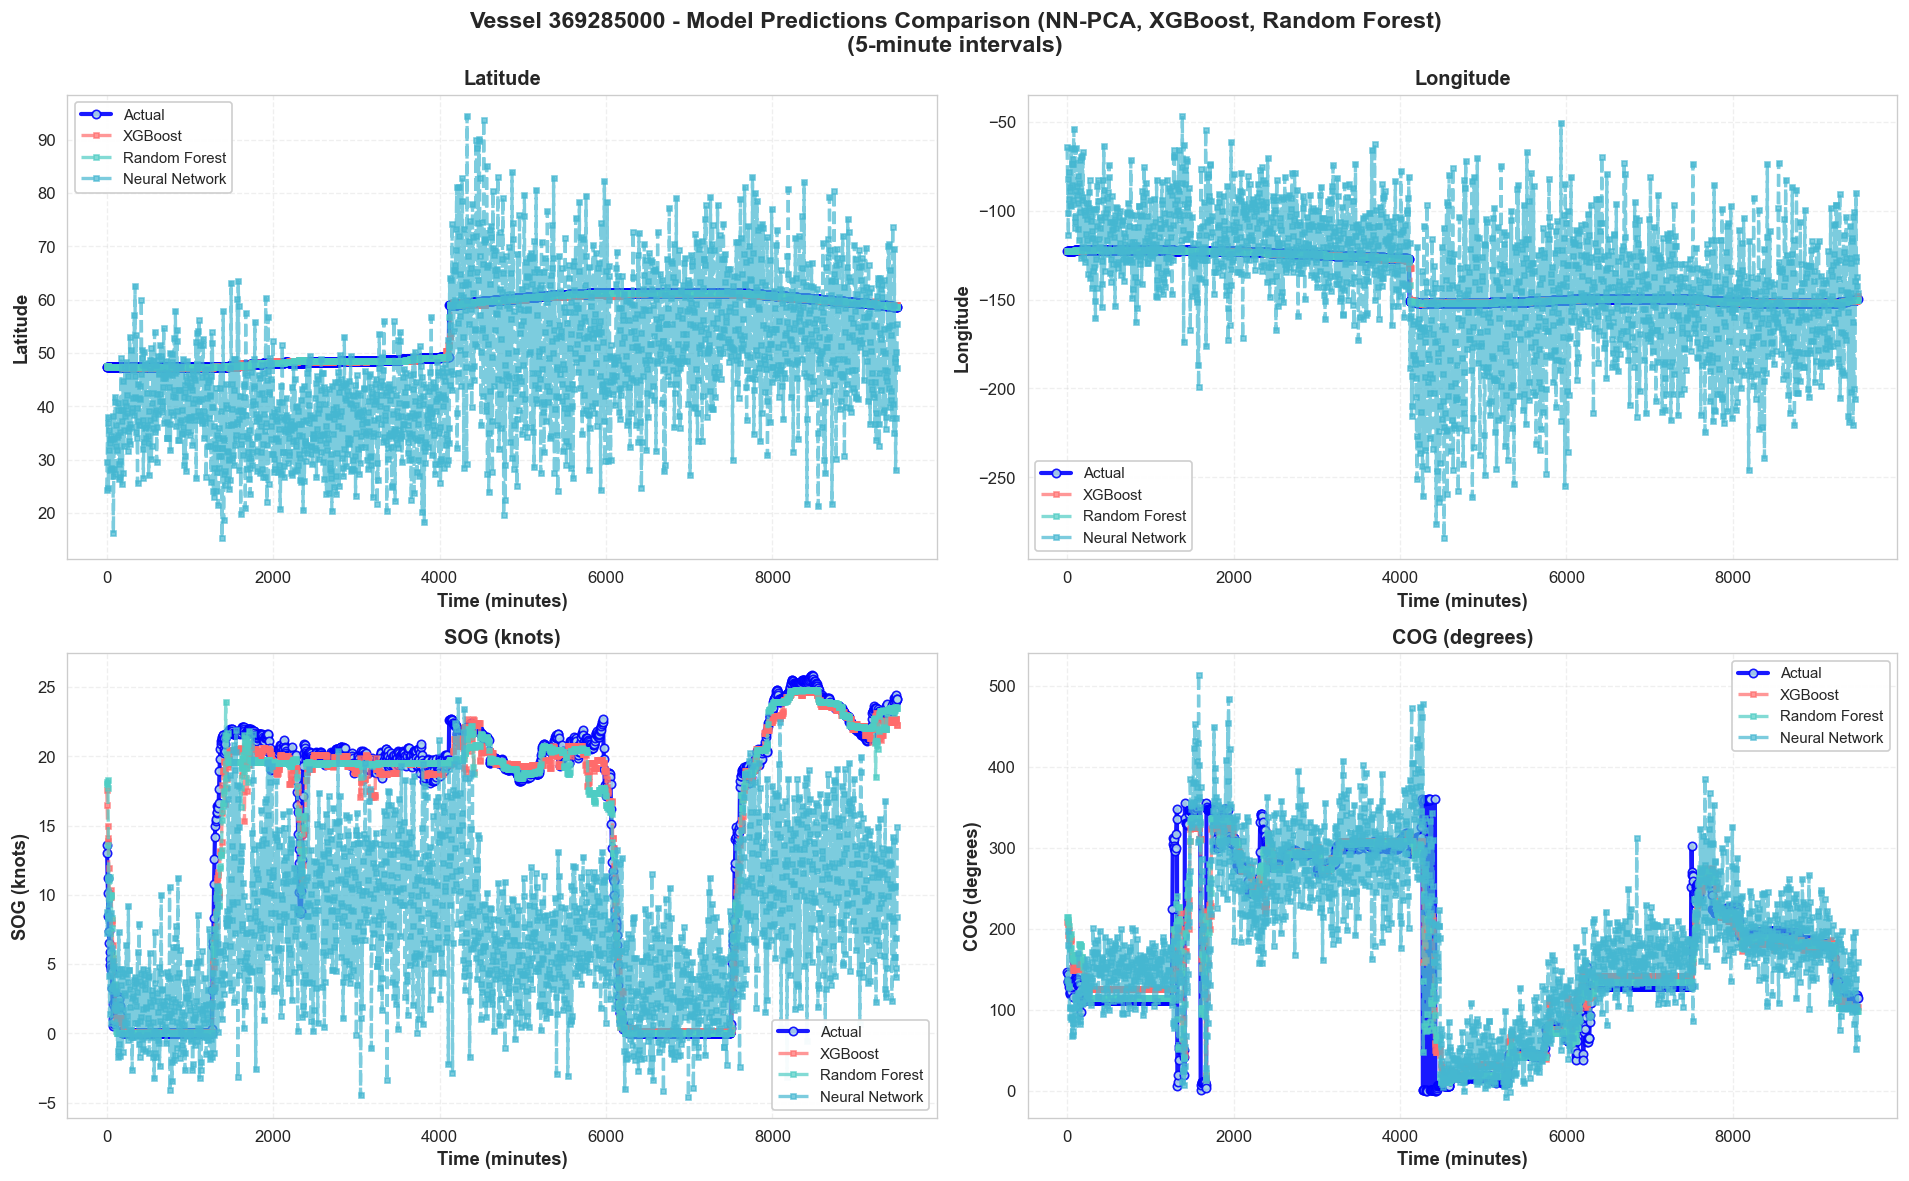 Vessel 369285000 - Model Predictions Comparison (NN-PCA, XGBoost, Random Forest)
(5-minute intervals)
Latitude
Actual
XGBoost
Random Forest
Neural Network
90
80
70
60
50
40
30
20
Latitude
0 2000 4000 6000 8000
Time (minutes)
Longitude
−50
−100
−150
−200
−250
Longitude
Actual
XGBoost
Random Forest
Neural Network
0 2000 4000 6000 8000
Time (minutes)
SOG (knots)
25
20
15
10
5
0
−5
SOG (knots)
Actual
XGBoost
Random Forest
Neural Network
0 2000 4000 6000 8000
Time (minutes)
COG (degrees)
Actual
XGBoost
Random Forest
Neural Network
500
400
300
200
100
0
COG (degrees)
0 2000 4000 6000 8000
Time (minutes)